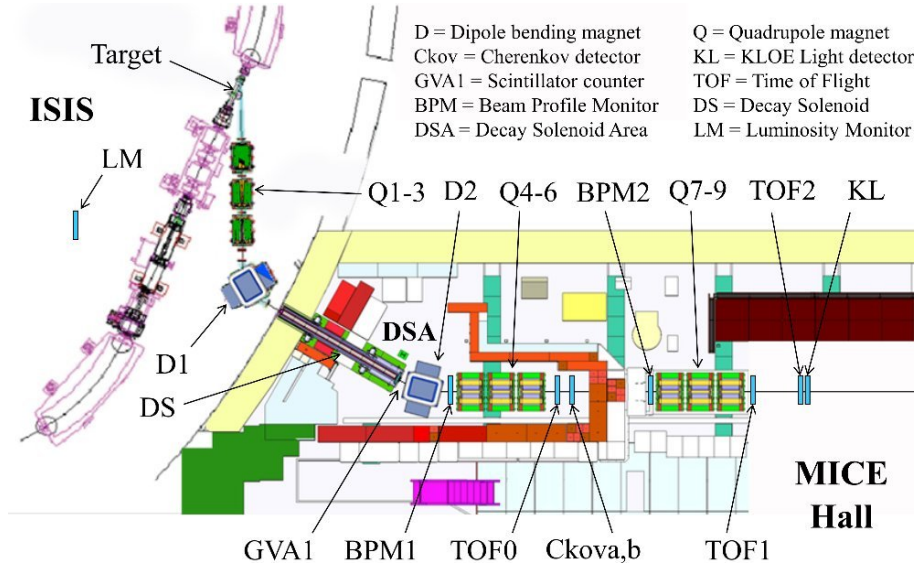 D = Dipole bending magnet
Q = Quadrupole magnet
Ckov = Cherenkov detector
KL = KLOE Light detector
GVA1 = Scintillator counter
TOF = Time of Flight
BPM = Beam Profile Monitor
DS = Decay Solenoid
DSA = Decay Solenoid Area
LM = Luminosity Monitor
Target
ISIS
LM
Q1-3
D2
Q4-6
BPM2
Q7-9
TOF2
KL
D1
DSA
DS
MICE
Hall
GVA1
BPM1
TOF0
Ckova,b
TOF1